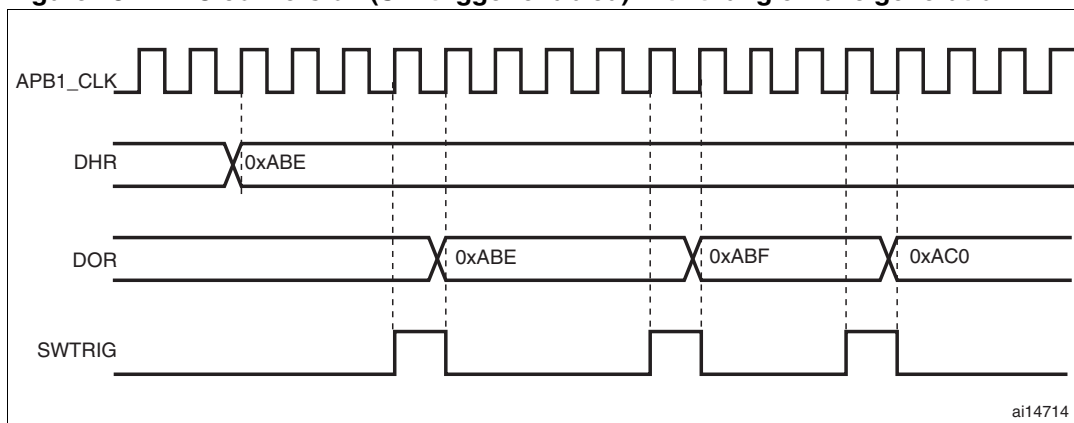 APB1_CLK
DHR
0xABE
DOR
0xABE
0xABF
0xAC0
SWTRIG
ai14714